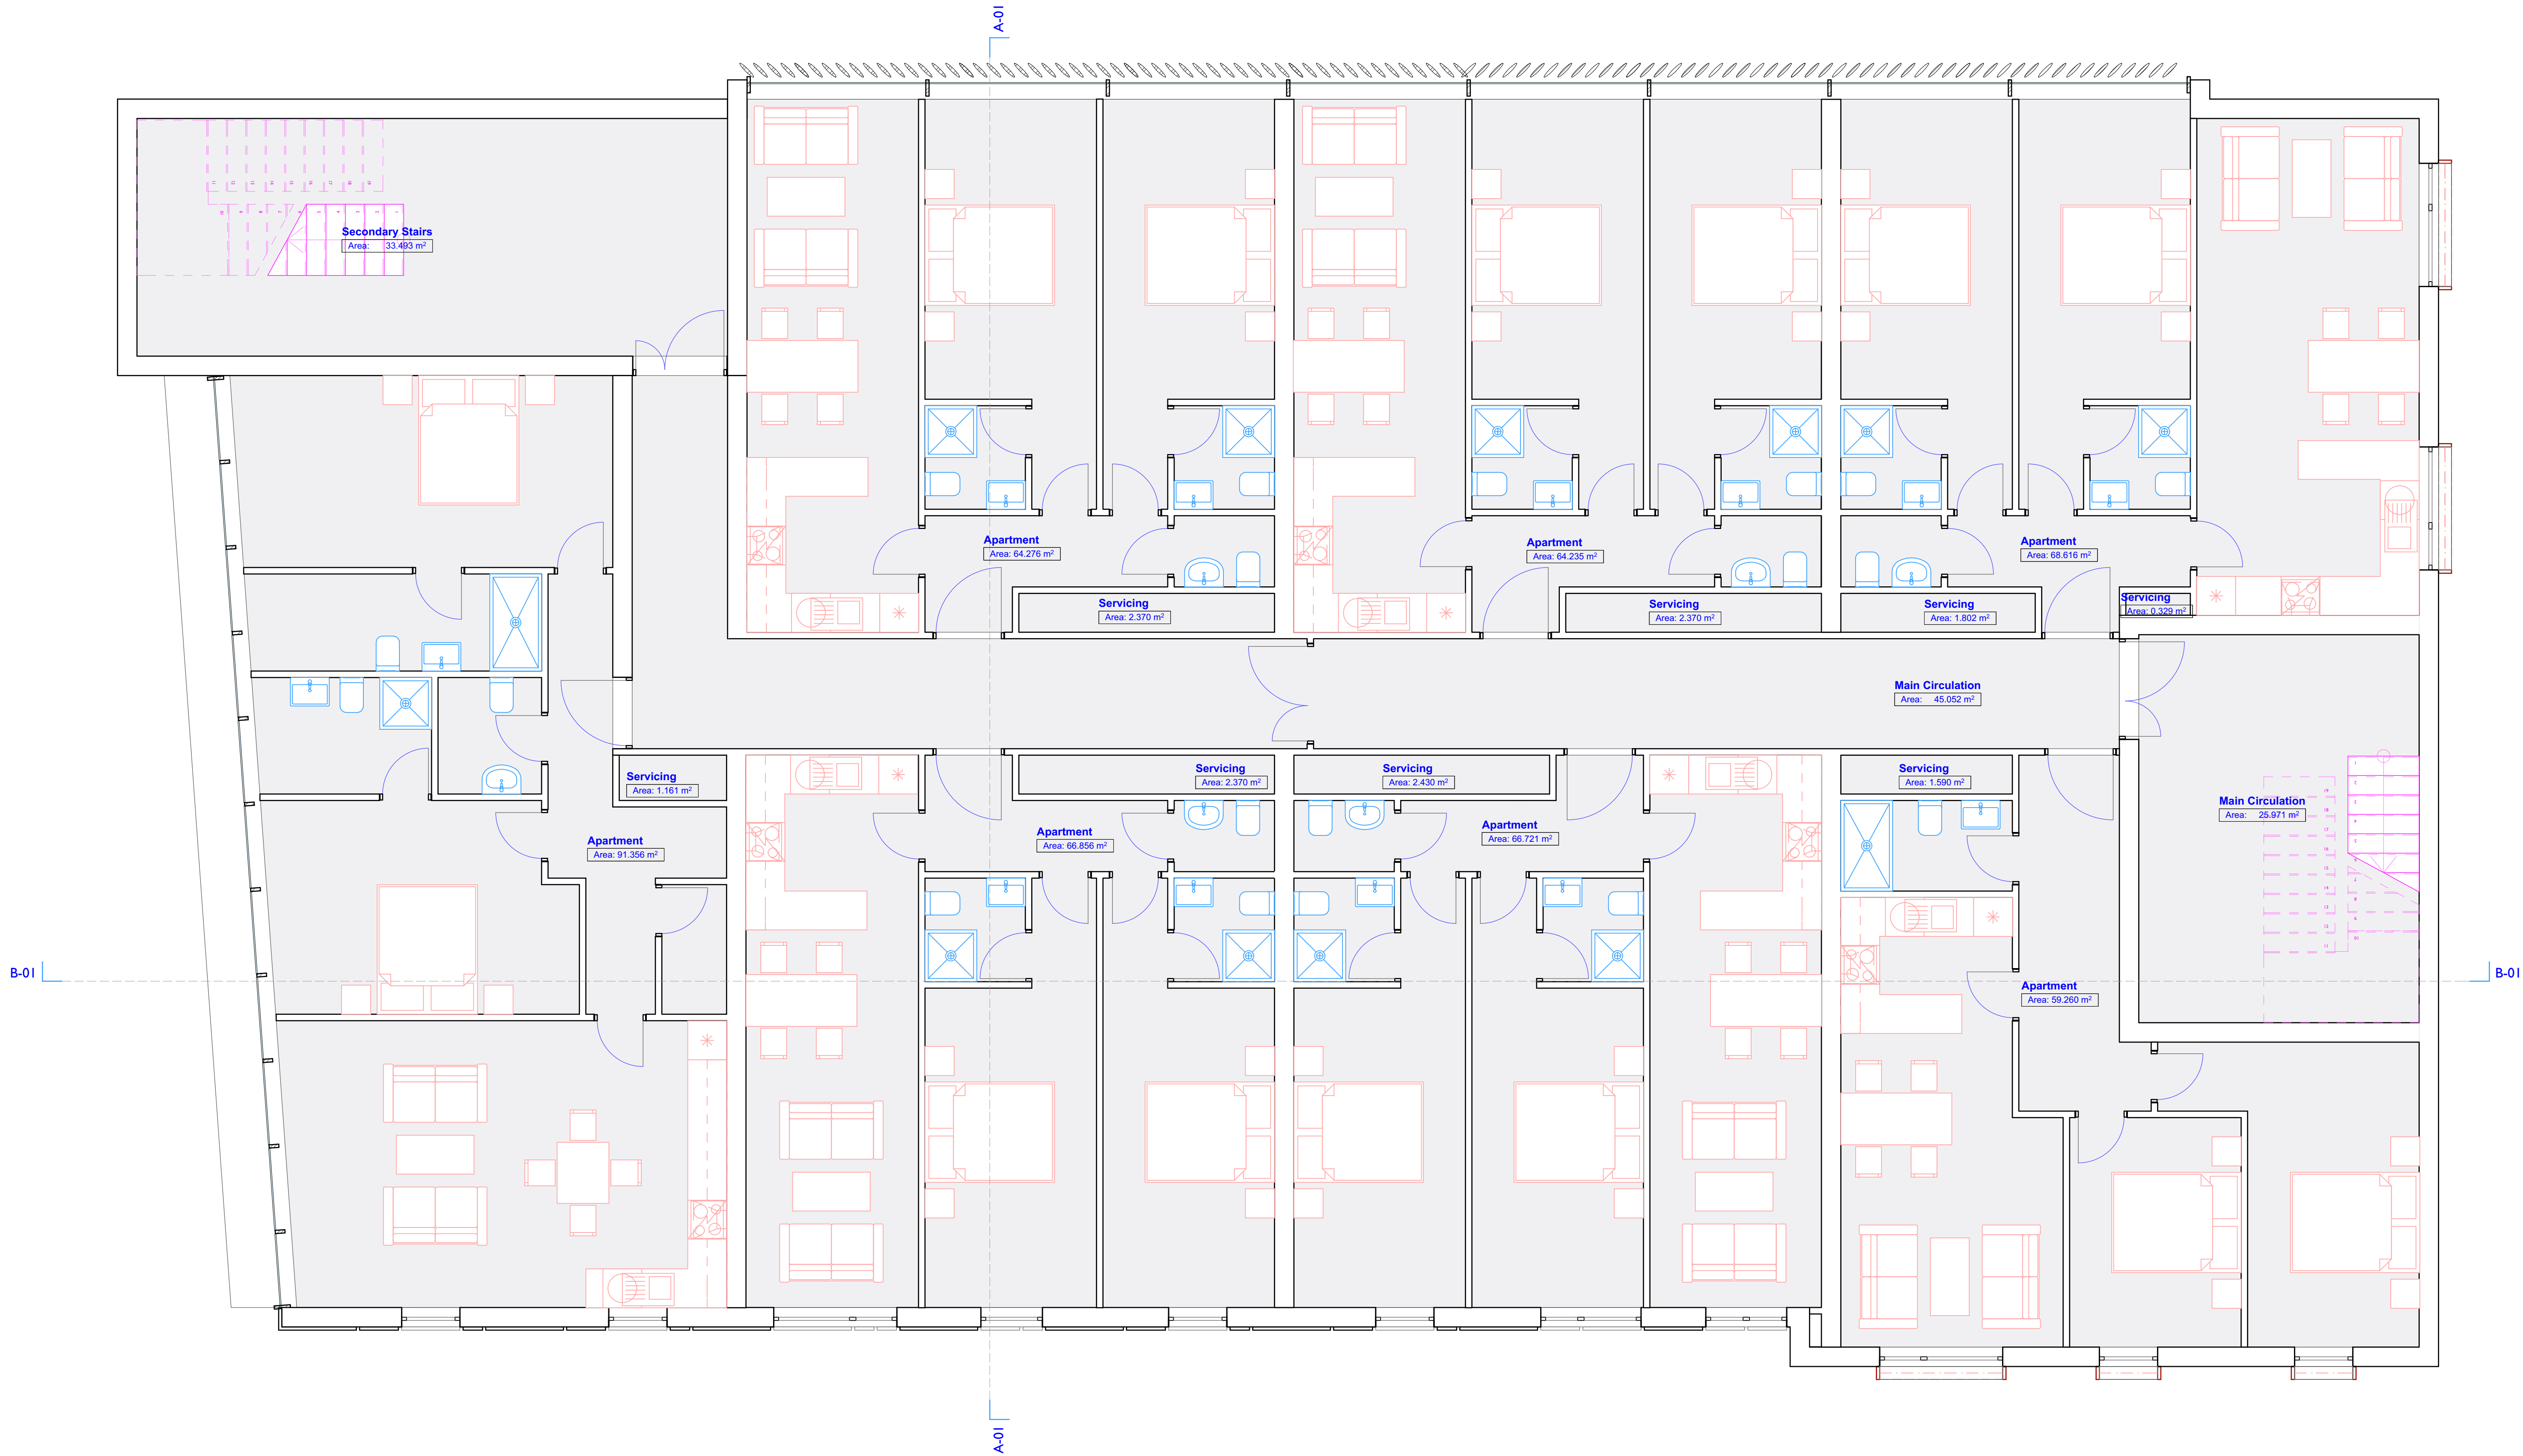 A-01
Secondary Stairs
Area: 33.493 m²
Apartment
Area: 64.276 m²
Apartment
Area: 64.235 m²
Apartment
Area: 68.616 m²
Servicing
Area: 2.370 m²
Servicing
Area: 2.370 m²
Servicing
Area: 1.802 m²
Servicing
Area: 0.329 m²
Main Circulation
Area: 45.052 m²
Servicing
Area: 1.161 m²
Servicing
Area: 2.370 m²
Servicing
Area: 2.430 m²
Servicing
Area: 1.590 m²
Main Circulation
Area: 25.971 m²
Apartment
Area: 91.356 m²
Apartment
Area: 66.856 m²
Apartment
Area: 66.721 m²
Apartment
Area: 59.260 m²
B-01
B-01
A-01